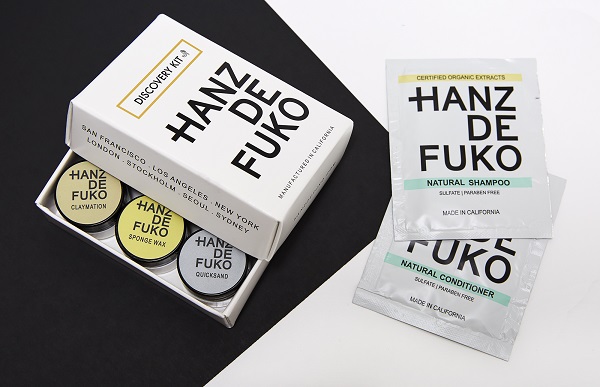 DISCOVERY KIT
HANZ
DE
FUKO
MANUFACTURED IN CALIFORNIA
SAN FRANCISCO · LOS ANGELES · NEW YORK
LONDON · STOCKHOLM · SEOUL · SYDNEY
HANZ
DE
FUKO
CLAYMATION
HANZ
DE
FUKO
SPONGE WAX
HANZ
DE
FUKO
QUICKSAND
CERTIFIED ORGANIC EXTRACTS
HANZ
DE
FUKO
NATURAL SHAMPOO
SULFATE | PARABEN FREE
MADE IN CALIFORNIA
DE
FUKO
NATURAL CONDITIONER
SULFATE | PARABEN FREE
MADE IN CALIFORNIA